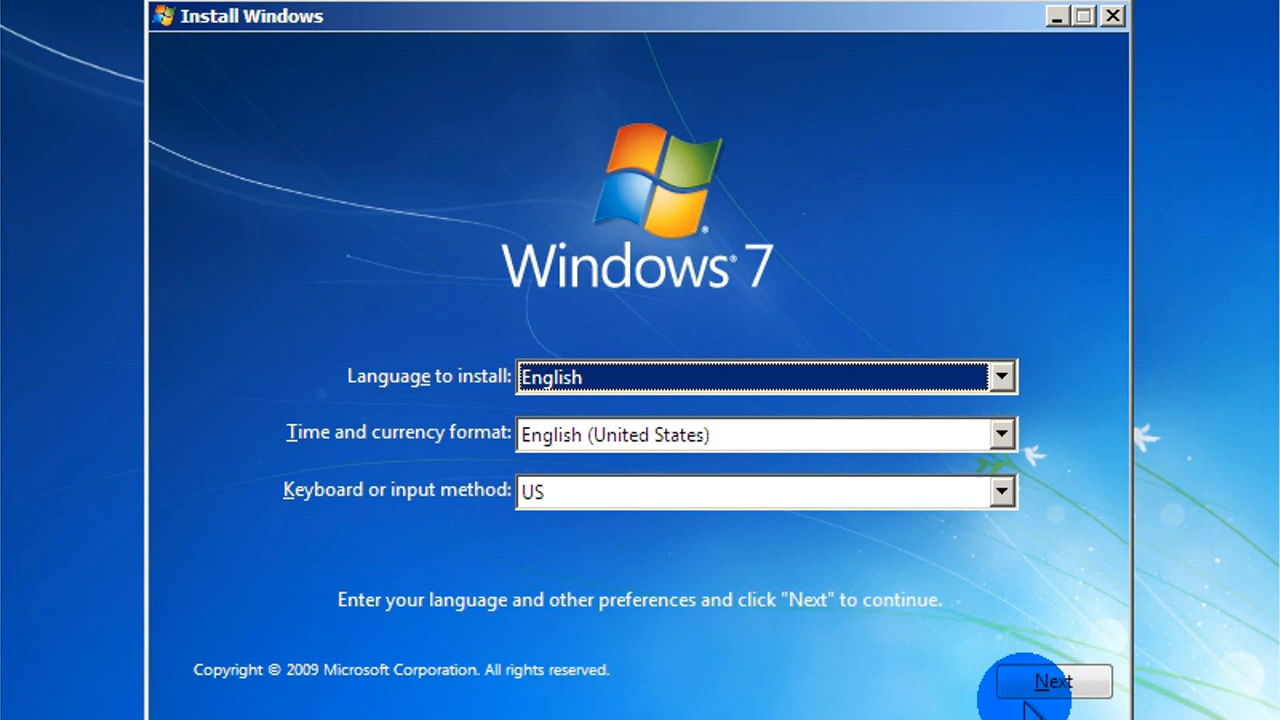 Install Windows
Windows® 7
Language to install: English
Time and currency format: English (United States)
Keyboard or input method: US
Enter your language and other preferences and click "Next" to continue.
Copyright © 2009 Microsoft Corporation. All rights reserved.
Next